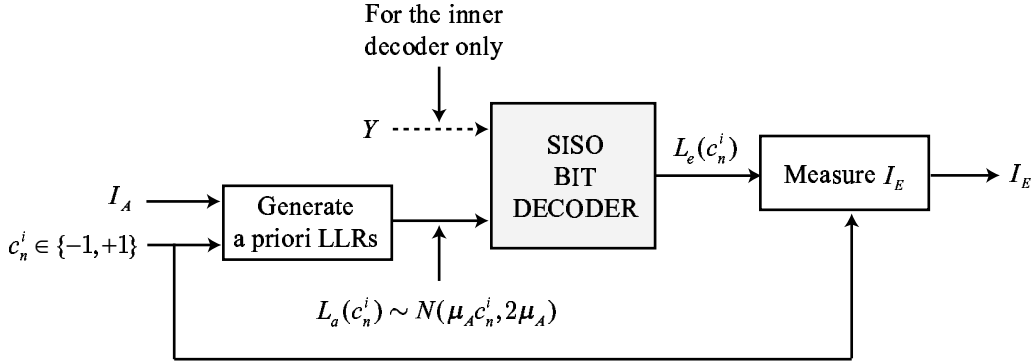 For the inner
decoder only
Y
SISO
BIT
DECODER
L_e(c_n^i)
Measure I_E
I_E
I_A
c_n^i ∈ {-1,+1}
Generate
a priori LLRs
L_a(c_n^i) ~ N(μ_A c_n^i, 2μ_A)